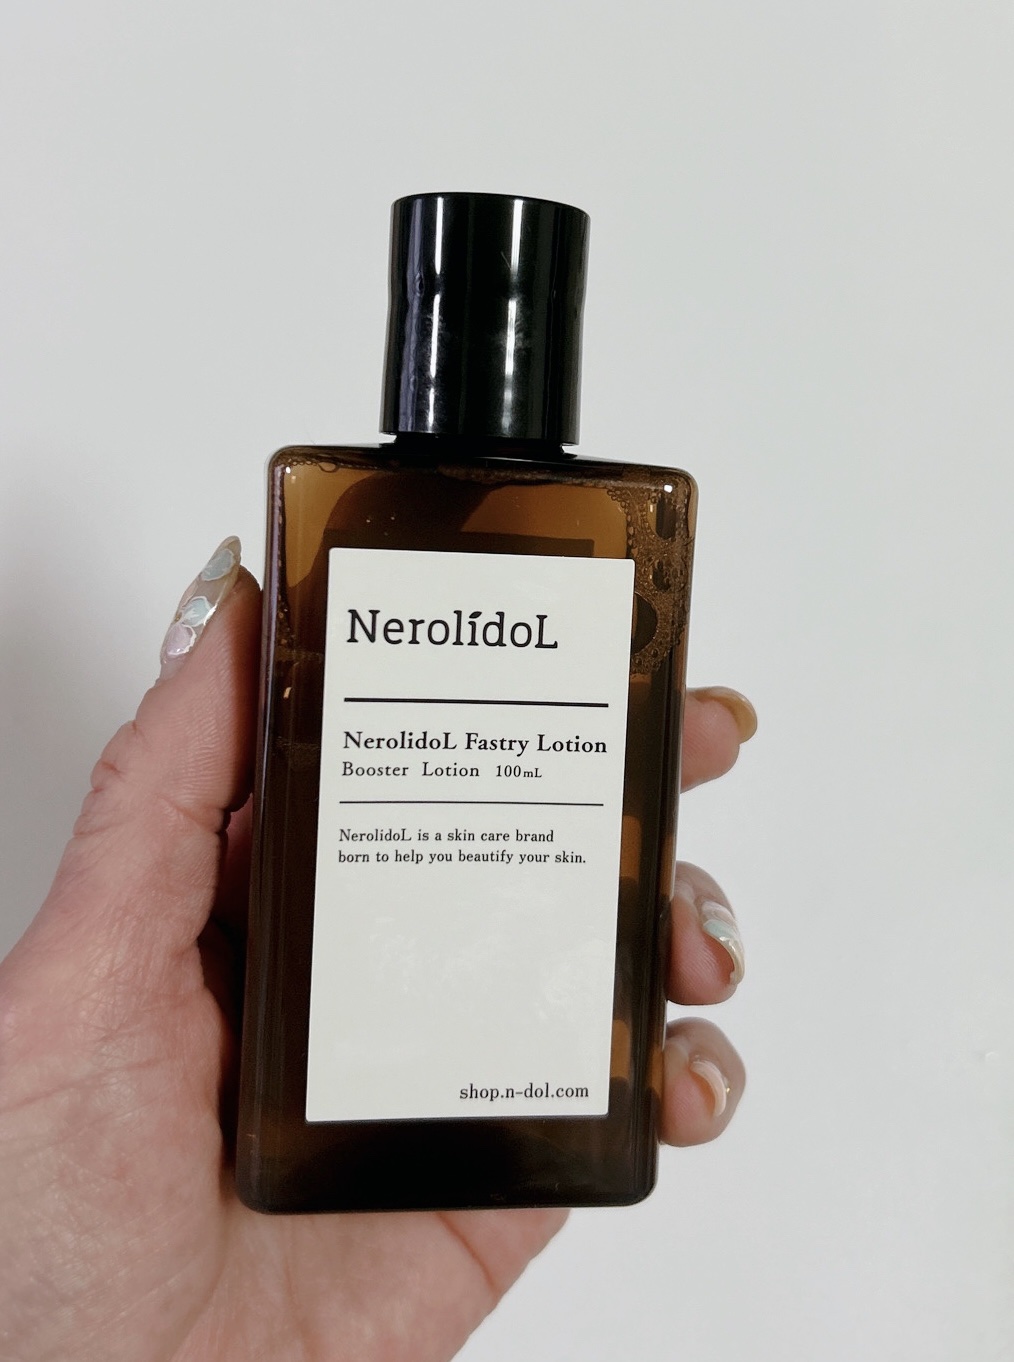 NerolídoL
NerolidoL Fastry Lotion
Booster Lotion 100mL
NerolidoL is a skin care brand
born to help you beautify your skin.
shop.n-dol.com